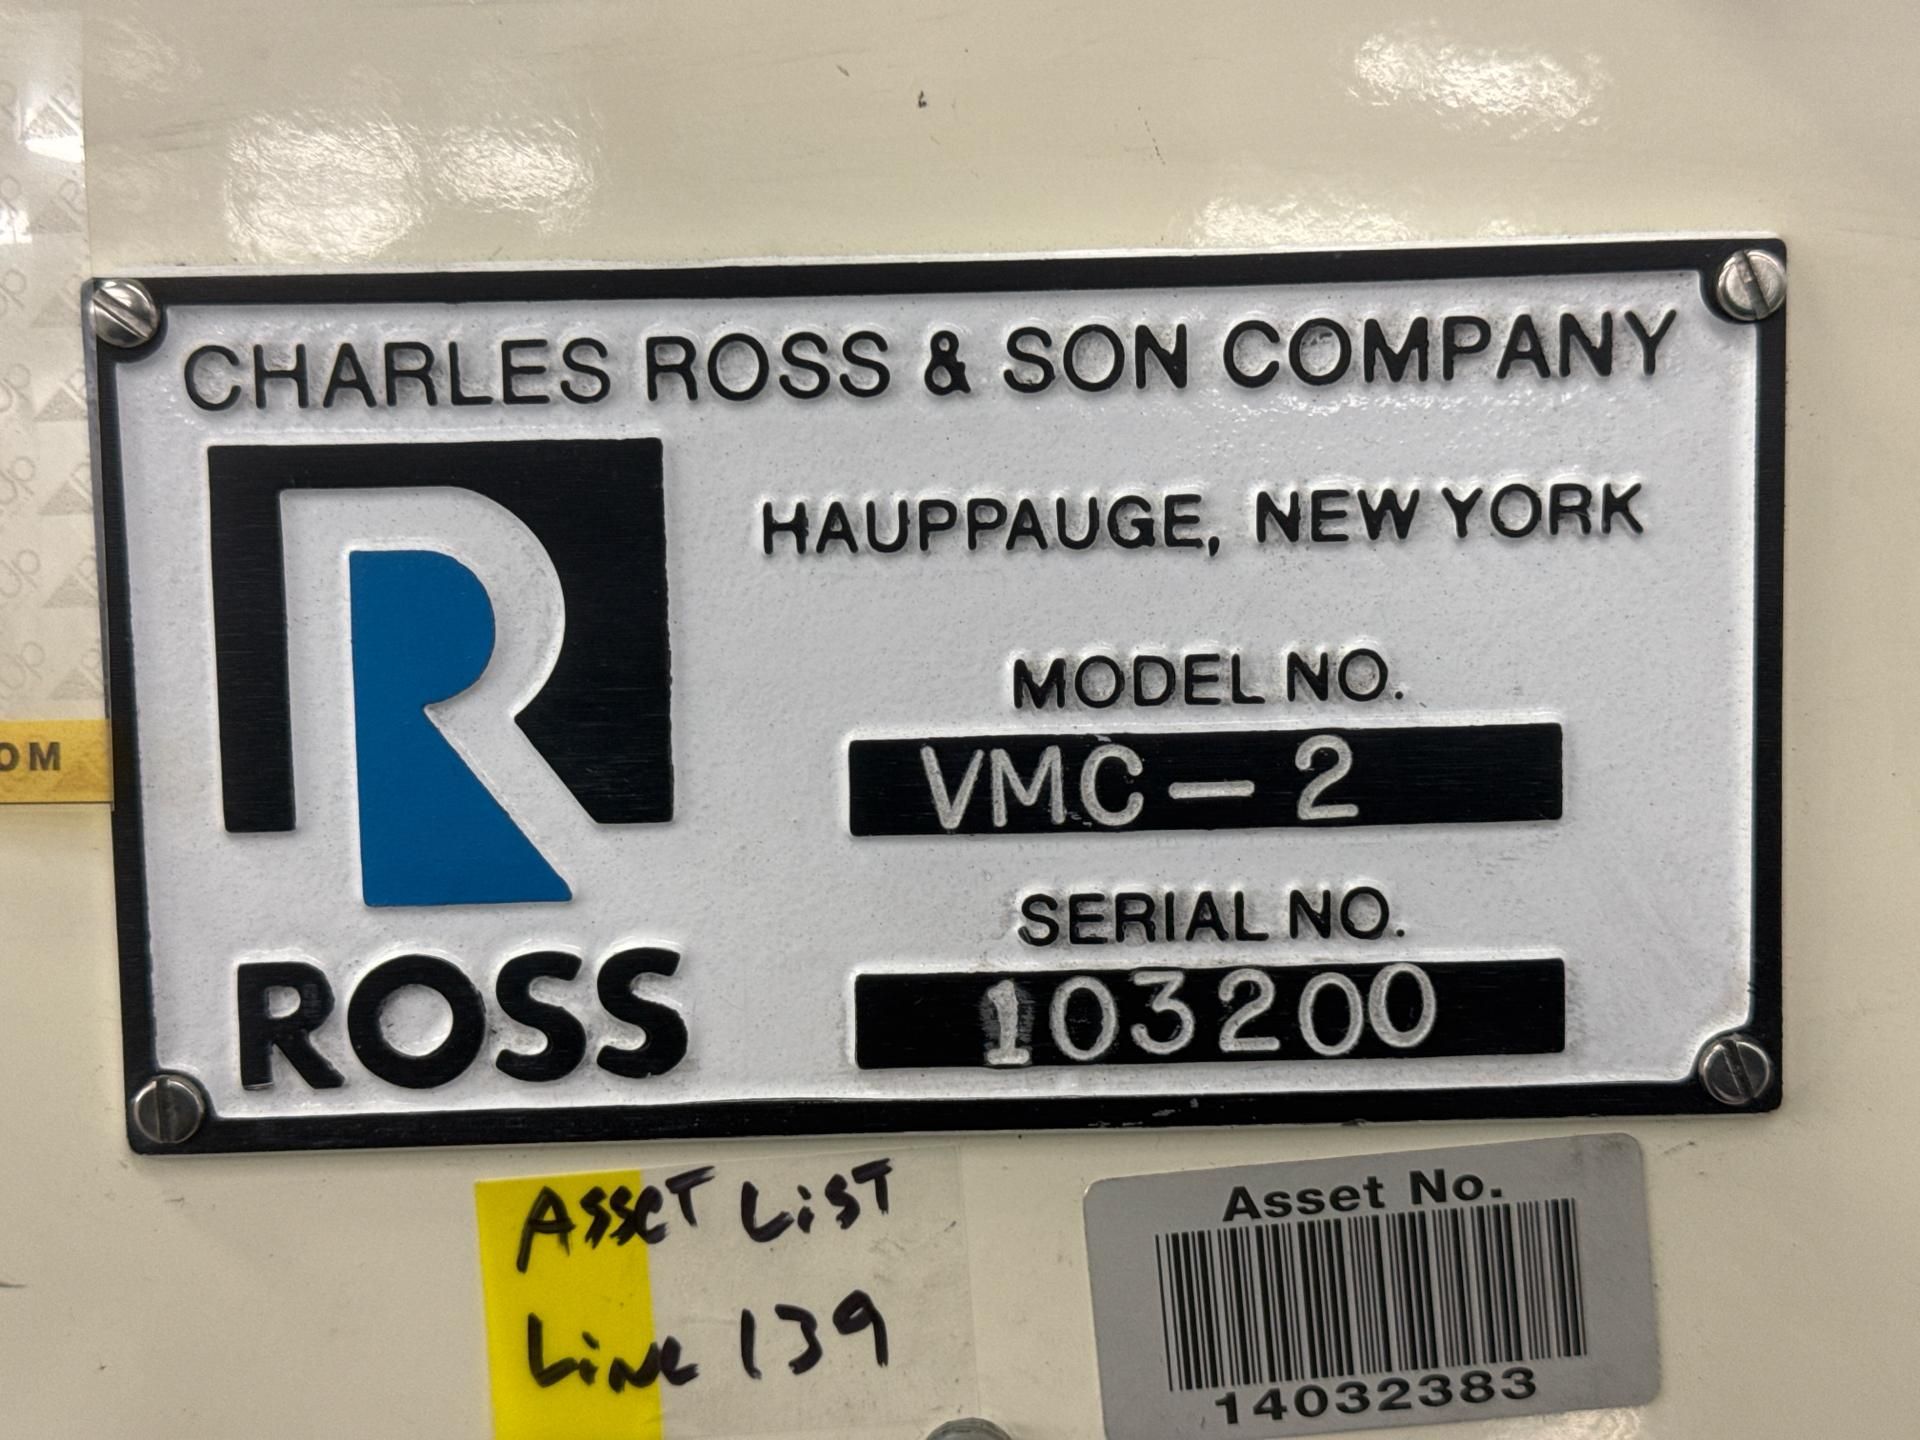 CHARLES ROSS & SON COMPANY
HAUPPAUGE, NEW YORK
MODEL NO.
VMC-2
SERIAL NO.
103200
R
ROSS
OM
ASSET LIST
LINE 139
Asset No.
14032383